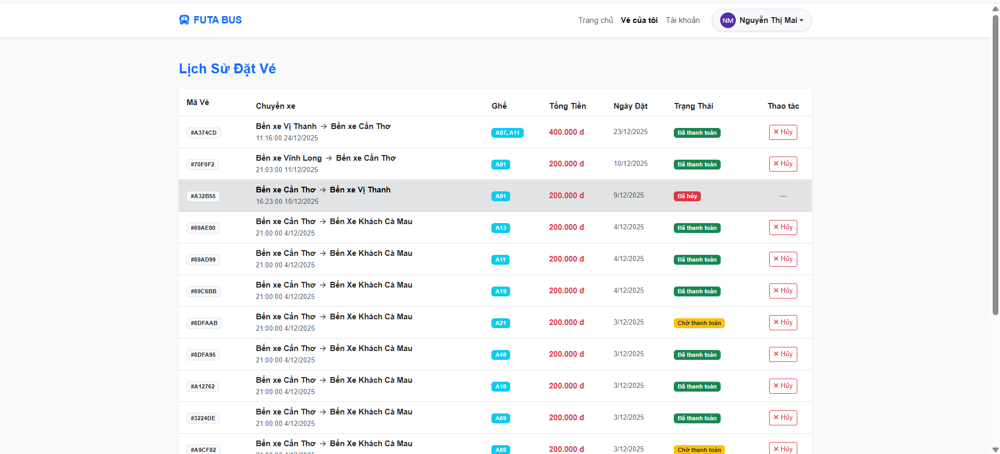 FUTA BUS
Trang chủ Vé của tôi Tài khoản NM Nguyễn Thị Mai
Lịch Sử Đặt Vé
Mã Vé Chuyến xe Ghế Tổng Tiền Ngày Đặt Trạng Thái Thao tác
#A374CD Bến xe Vị Thanh → Bến xe Cần Thơ A07, A11 400.000 đ 23/12/2025 Đã thanh toán × Hủy
11:16:00 24/12/2025
#70F0F2 Bến xe Vĩnh Long → Bến xe Cần Thơ A01 200.000 đ 10/12/2025 Đã thanh toán × Hủy
21:03:00 11/12/2025
#A32B55 Bến xe Cần Thơ → Bến xe Vị Thanh A01 200.000 đ 9/12/2025 Đã hủy ---
16:23:00 10/12/2025
#69AE80 Bến xe Cần Thơ → Bến Xe Khách Cà Mau A13 200.000 đ 4/12/2025 Đã thanh toán × Hủy
21:00:00 4/12/2025
#69AD99 Bến xe Cần Thơ → Bến Xe Khách Cà Mau A11 200.000 đ 4/12/2025 Đã thanh toán × Hủy
21:00:00 4/12/2025
#69C6BB Bến xe Cần Thơ → Bến Xe Khách Cà Mau A19 200.000 đ 4/12/2025 Đã thanh toán × Hủy
21:00:00 4/12/2025
#8DFAAB Bến xe Cần Thơ → Bến Xe Khách Cà Mau A21 200.000 đ 3/12/2025 Chờ thanh toán × Hủy
21:00:00 4/12/2025
#8DFA95 Bến xe Cần Thơ → Bến Xe Khách Cà Mau A40 200.000 đ 3/12/2025 Đã thanh toán × Hủy
21:00:00 4/12/2025
#A12762 Bến xe Cần Thơ → Bến Xe Khách Cà Mau A10 200.000 đ 3/12/2025 Đã thanh toán × Hủy
21:00:00 4/12/2025
#3224DE Bến xe Cần Thơ → Bến Xe Khách Cà Mau A09 200.000 đ 3/12/2025 Đã thanh toán × Hủy
21:00:00 4/12/2025
#A9CF82 Bến xe Cần Thơ → Bến Xe Khách Cà Mau A08 200.000 đ 3/12/2025 Chờ thanh toán × Hủy